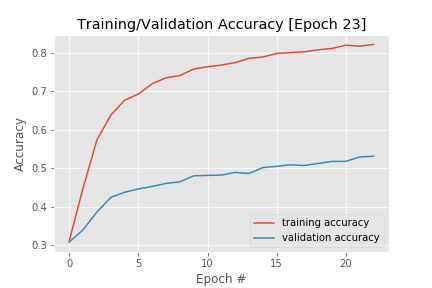 Training/Validation Accuracy [Epoch 23]
0.8
0.7
0.6
0.5
0.4
0.3
Accuracy
training accuracy
validation accuracy
0 5 10 15 20
Epoch #